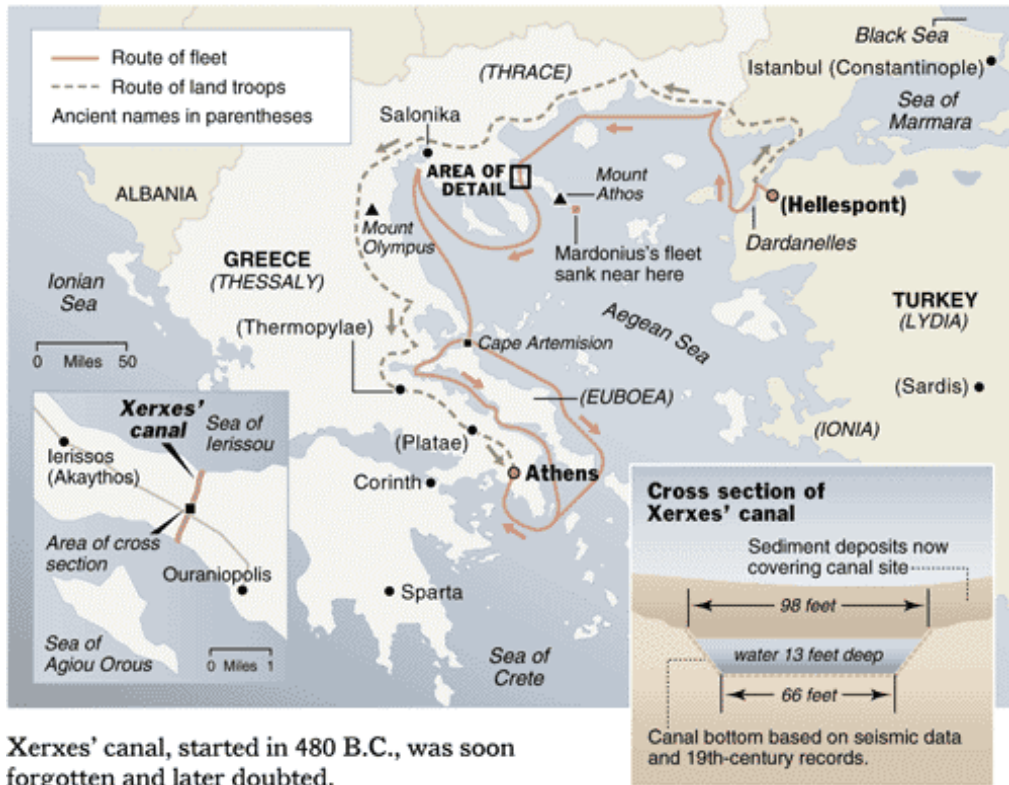 Route of fleet
Route of land troops
Ancient names in parentheses
Black Sea
Istanbul (Constantinople)
(THRACE)
Sea of
Marmara
Salonika
AREA OF
DETAIL
Mount
Athos
ALBANIA
(Hellespont)
Mount
Olympus
Dardanelles
Mardonius's fleet
sank near here
GREECE
(THESSALY)
Ionian
Sea
TURKEY
(LYDIA)
(Thermopylae)
Aegean Sea
0 Miles 50
Cape Artemision
(EUBOEA)
(Sardis)
(IONIA)
(Platae)
Athens
Corinth
Sparta
Sea of
Crete
Xerxes'
canal
Sea of
Ierissou
Ierissos
(Akaythos)
Area of cross
section
Ouraniopolis
Sea of
Agiou Orous
0 Miles 1
Cross section of
Xerxes' canal
Sediment deposits now
covering canal site
98 feet
water 13 feet deep
66 feet
Canal bottom based on seismic data
and 19th-century records.
Xerxes' canal, started in 480 B.C., was soon
forgotten and later doubted.